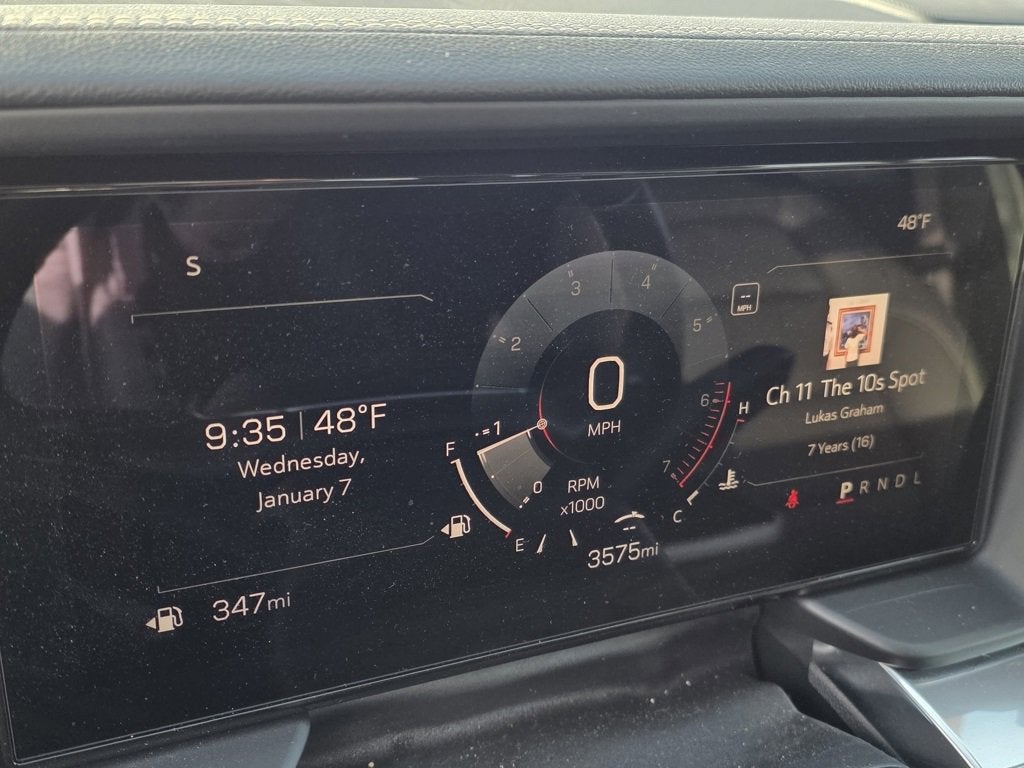 48°F
S
3
4
2
5
--
MPH
0
MPH
6
H
Ch 11 The 10s Spot
Lukas Graham
7 Years (16)
9:35 | 48°F
Wednesday,
January 7
F
1
7
0
RPM
x1000
P R N D L
C
E
--
3575mi
347mi